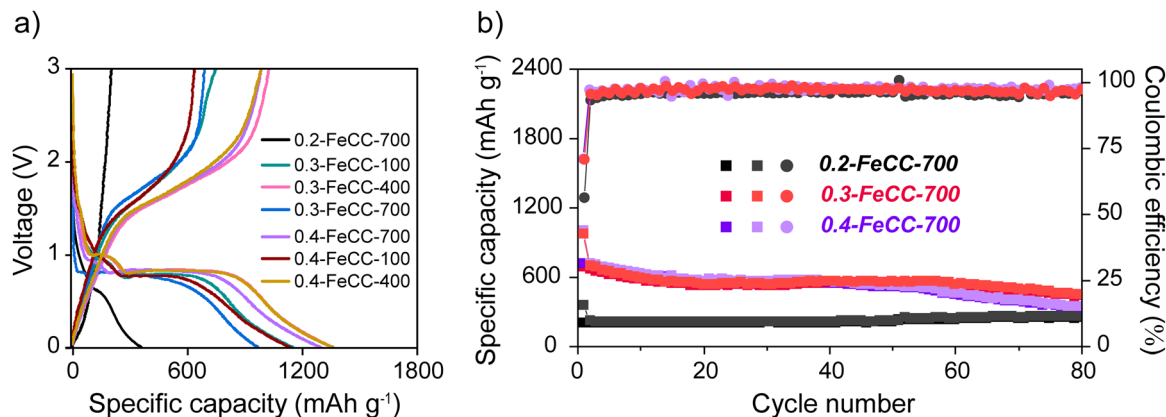 a)
Voltage (V)
3
2
1
0
0.2-FeCC-700
0.3-FeCC-100
0.3-FeCC-400
0.3-FeCC-700
0.4-FeCC-700
0.4-FeCC-100
0.4-FeCC-400
0 600 1200 1800
Specific capacity (mAh g⁻¹)
b)
Specific capacity (mAh g⁻¹)
2400
1800
1200
600
0
0.2-FeCC-700
0.3-FeCC-700
0.4-FeCC-700
100
75
50
25
0
Coulombic efficiency (%)
0 20 40 60 80
Cycle number